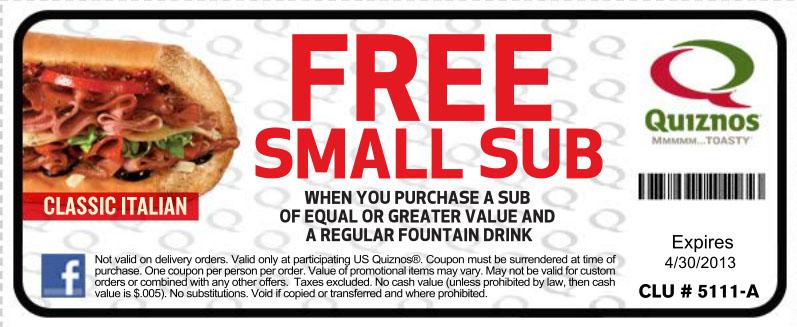 FREE
SMALL SUB
WHEN YOU PURCHASE A SUB
OF EQUAL OR GREATER VALUE AND
A REGULAR FOUNTAIN DRINK
CLASSIC ITALIAN
Quiznos
MMMMM...TOASTY
Expires
4/30/2013
CLU # 5111-A
f
Not valid on delivery orders. Valid only at participating US Quiznos®. Coupon must be surrendered at time of
purchase. One coupon per person per order. Value of promotional items may vary. May not be valid for custom
orders or combined with any other offers. Taxes excluded. No cash value (unless prohibited by law, then cash
value is $.005). No substitutions. Void if copied or transferred and where prohibited.